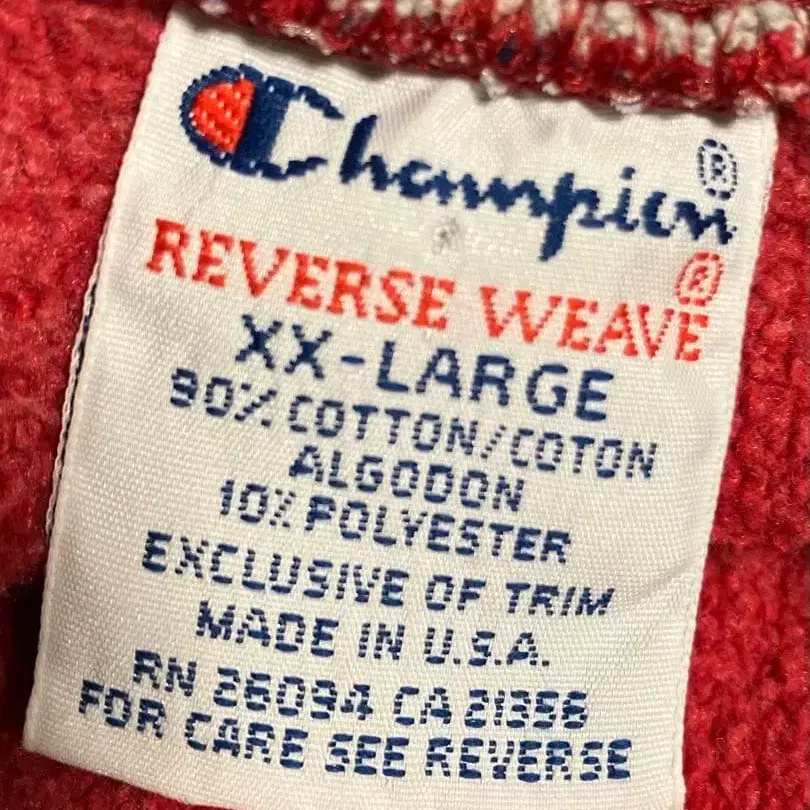 Champion®
REVERSE WEAVE®
XX-LARGE
90% COTTON/COTON
ALGODON
10% POLYESTER
EXCLUSIVE OF TRIM
MADE IN U.S.A.
RN 26094 CA 21356
FOR CARE SEE REVERSE